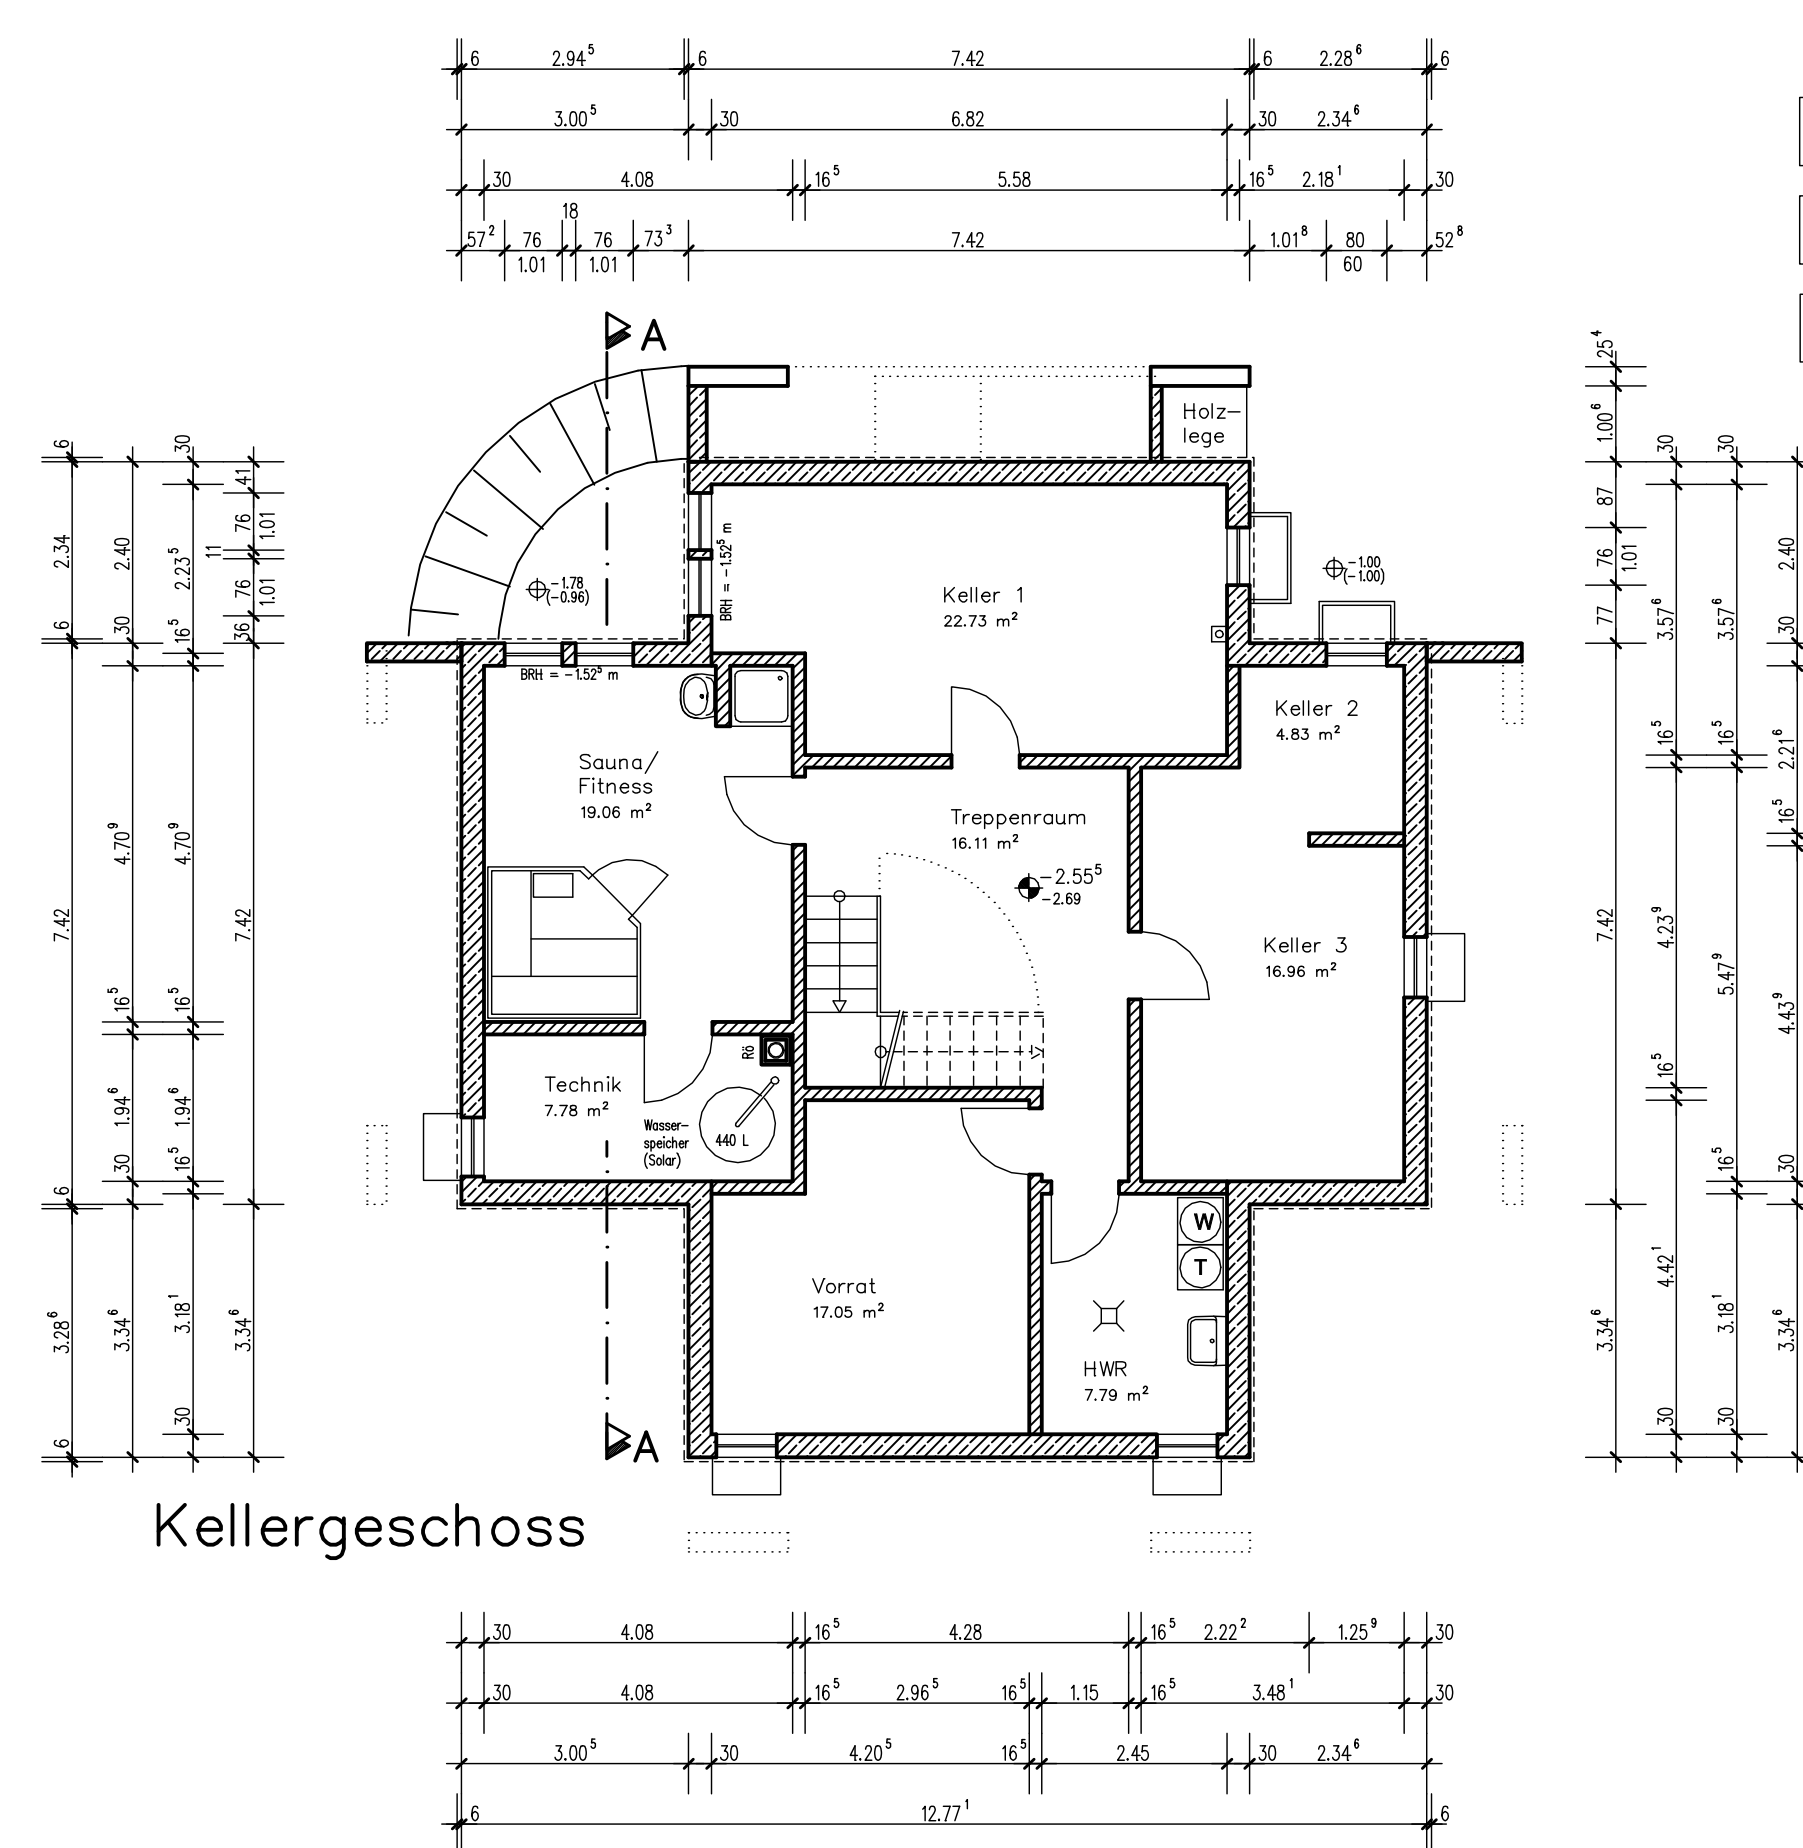 6 2.94⁵ 6 7.42 6 2.28⁶ 6
3.00⁵ 30 6.82 30 2.34⁶
30 4.08 16⁵ 5.58 16⁵ 2.18¹ 30
18
57² 76 76 73³ 7.42 1.01⁸ 80 52⁸
1.01 1.01 60
A
Holz-
lege
BRH = -1.52⁵ m
-1.78
(-0.96)
-1.00
(-1.00)
Keller 1
22.73 m²
BRH = -1.52⁵ m
Keller 2
4.83 m²
Sauna/
Fitness
19.06 m²
Treppenraum
16.11 m²
-2.55⁵
-2.69
Keller 3
16.96 m²
Rö
Technik
7.78 m²
Wasser-
speicher
(Solar)
440 L
W
T
Vorrat
17.05 m²
HWR
7.79 m²
A
Kellergeschoss
6 2.34 6 7.42 6 3.28⁶ 6
2.40 30 4.70⁹ 16⁵ 1.94⁶ 30 3.34⁶
30 2.23⁵ 16⁵ 4.70⁹ 16⁵ 1.94⁶ 16⁵ 3.18¹ 30
41 76 11 76 36 7.42 3.34⁶
1.01 1.01
25⁴ 1.00⁶ 87 76 77 7.42 3.34⁶
1.01
30 3.57⁶ 16⁵ 4.23⁹ 16⁵ 4.42¹ 30
30 3.57⁶ 16⁵ 5.47⁹ 16⁵ 3.18¹ 30
2.40 30 2.21⁶ 16⁵ 4.43⁹ 30 3.34⁶
30 4.08 16⁵ 4.28 16⁵ 2.22² 1.25⁹ 30
30 4.08 16⁵ 2.96⁵ 16⁵ 1.15 16⁵ 3.48¹ 30
3.00⁵ 30 4.20⁵ 16⁵ 2.45 30 2.34⁶
6 12.77¹ 6